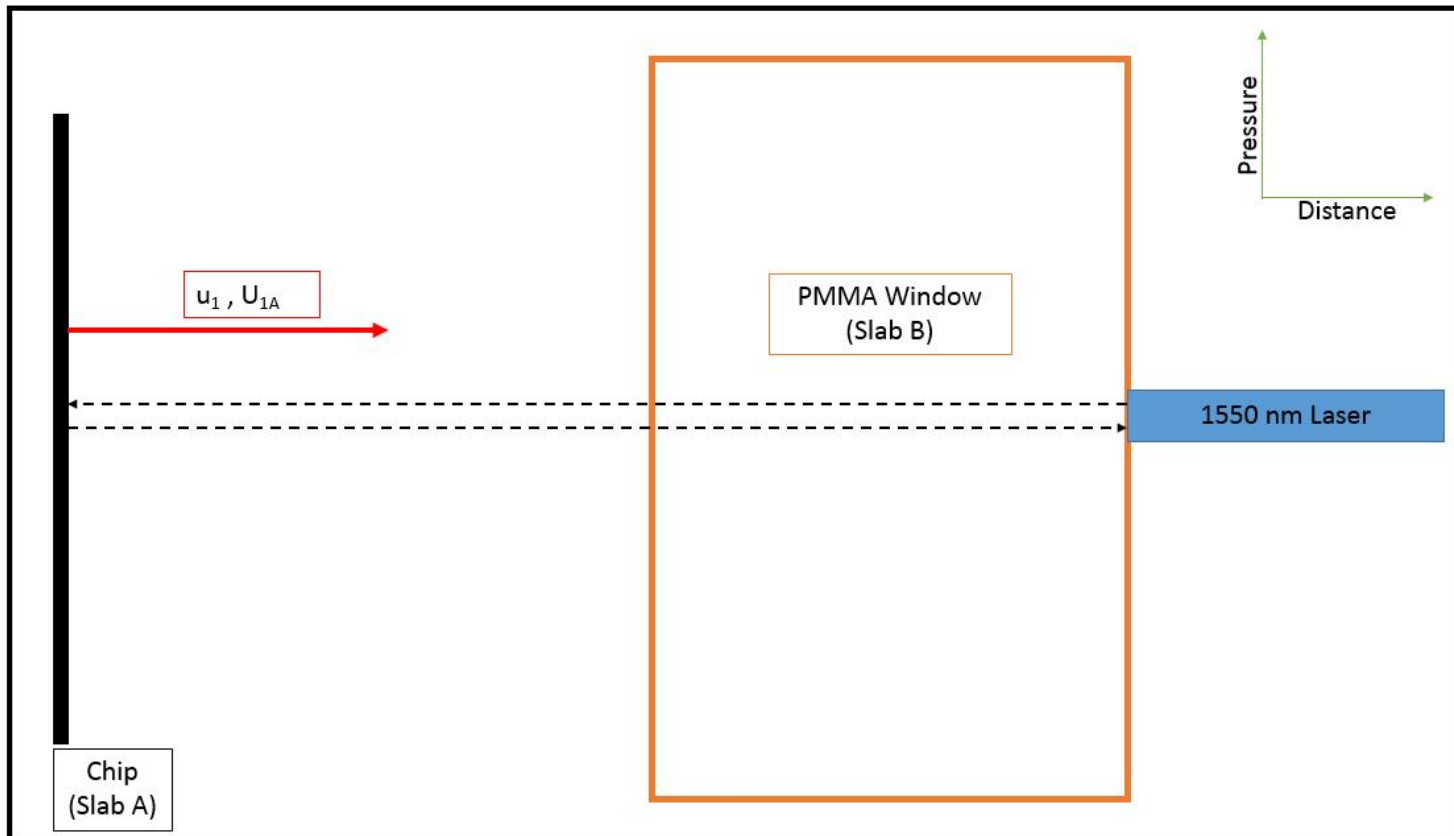 Pressure
Distance
u₁ , U₁A
PMMA Window
(Slab B)
1550 nm Laser
Chip
(Slab A)